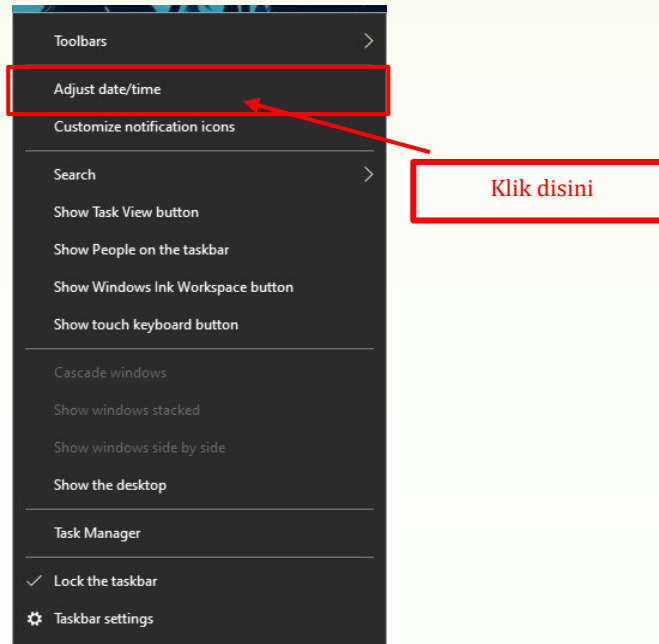 Toolbars
Adjust date/time
Customize notification icons
Klik disini
Search
Show Task View button
Show People on the taskbar
Show Windows Ink Workspace button
Show touch keyboard button
Cascade windows
Show windows stacked
Show windows side by side
Show the desktop
Task Manager
Lock the taskbar
Taskbar settings